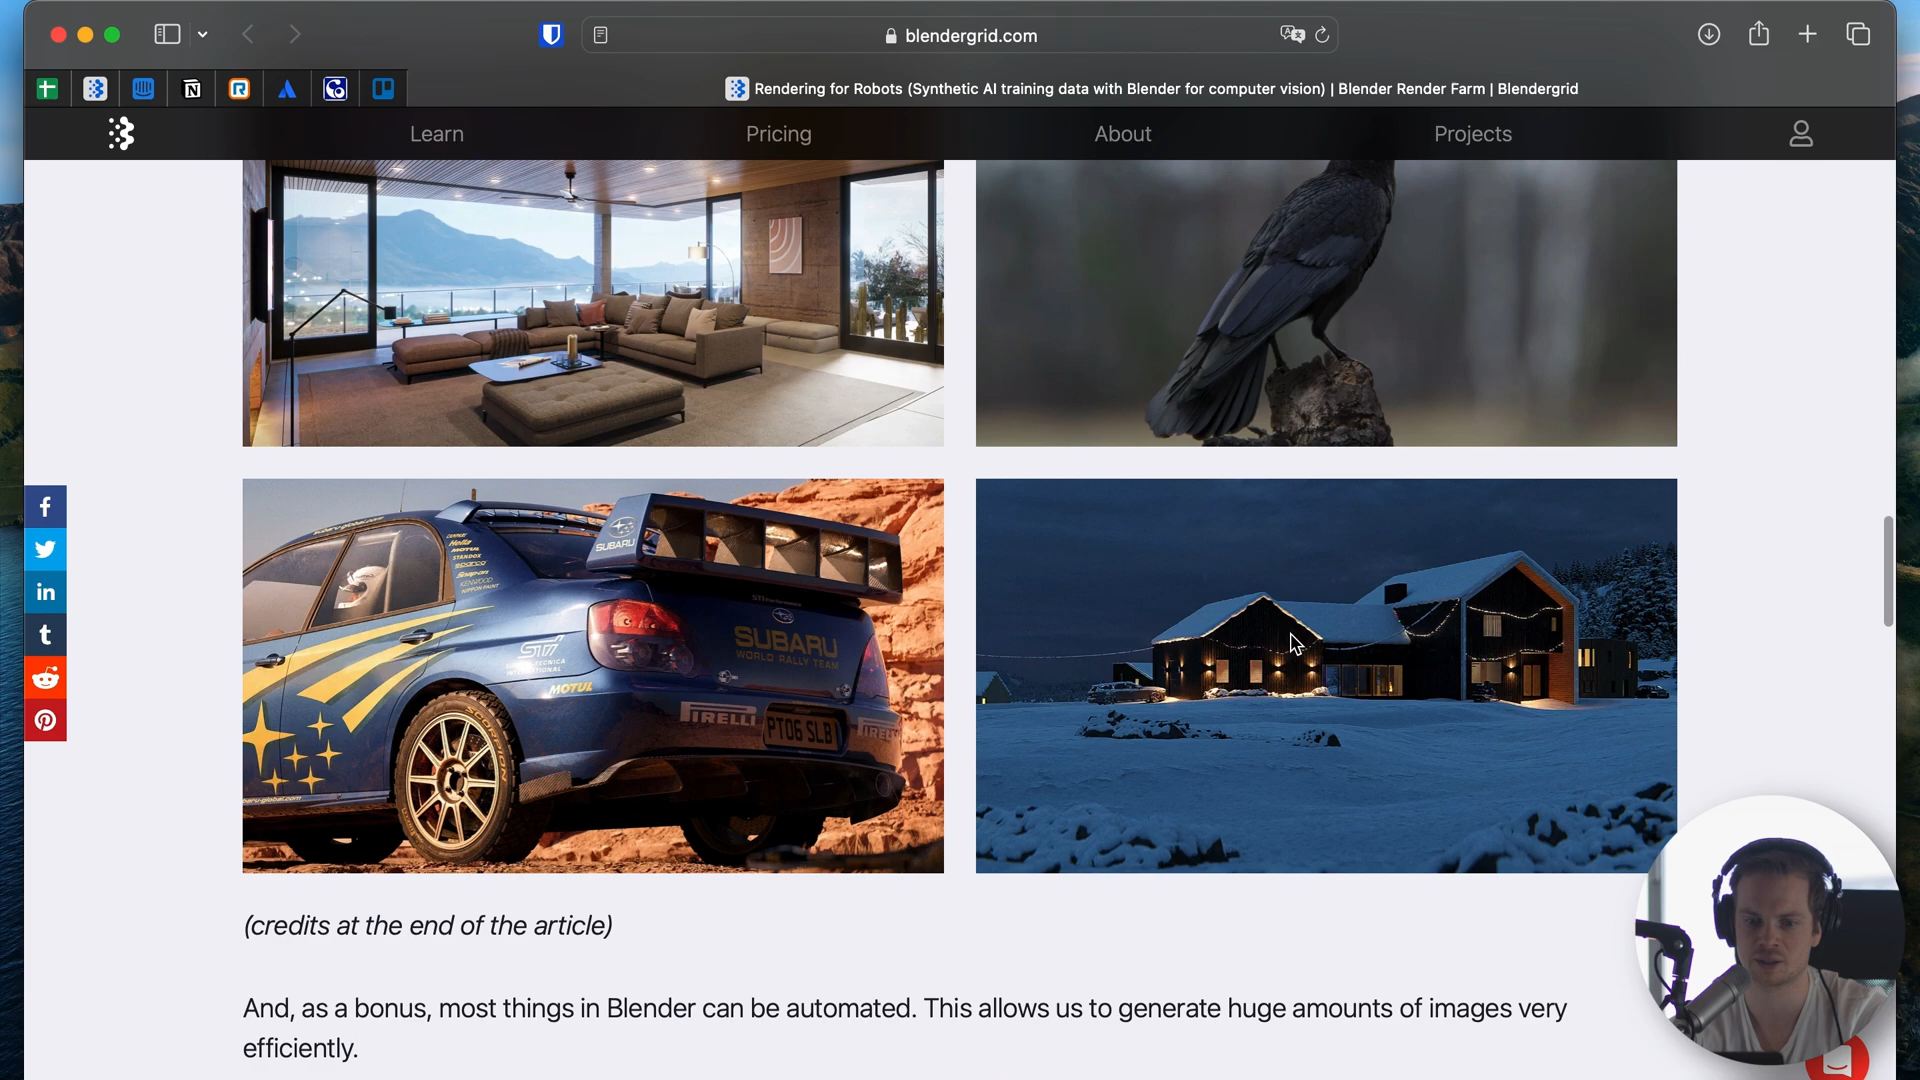 blendergrid.com
Rendering for Robots (Synthetic AI training data with Blender for computer vision) | Blender Render Farm | Blendergrid
Learn
Pricing
About
Projects
SUBARU
SUBARU
WORLD RALLY TEAM
MOTUL
PIRELLI
PT06 SLB
(credits at the end of the article)
And, as a bonus, most things in Blender can be automated. This allows us to generate huge amounts of images very
efficiently.